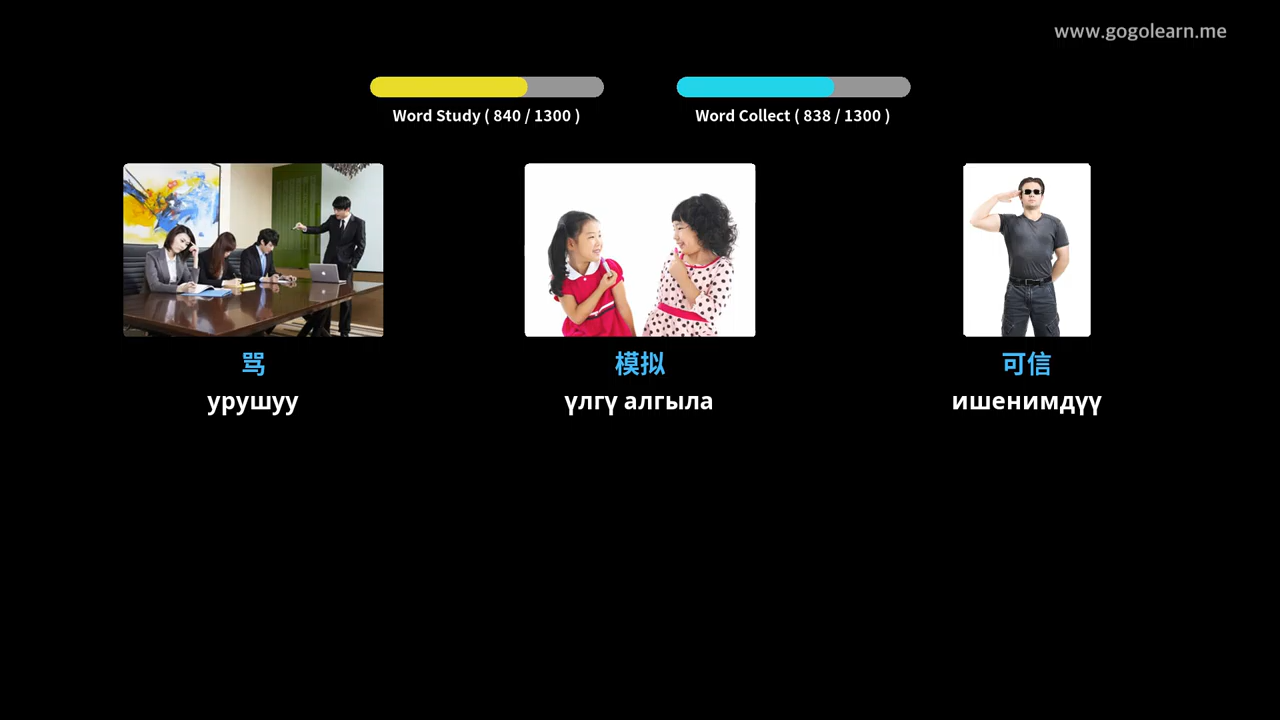 www.gogolearn.me
Word Study ( 840 / 1300 )
Word Collect ( 838 / 1300 )
骂
урушуу
模拟
үлгү алгыла
可信
ишенимдүү